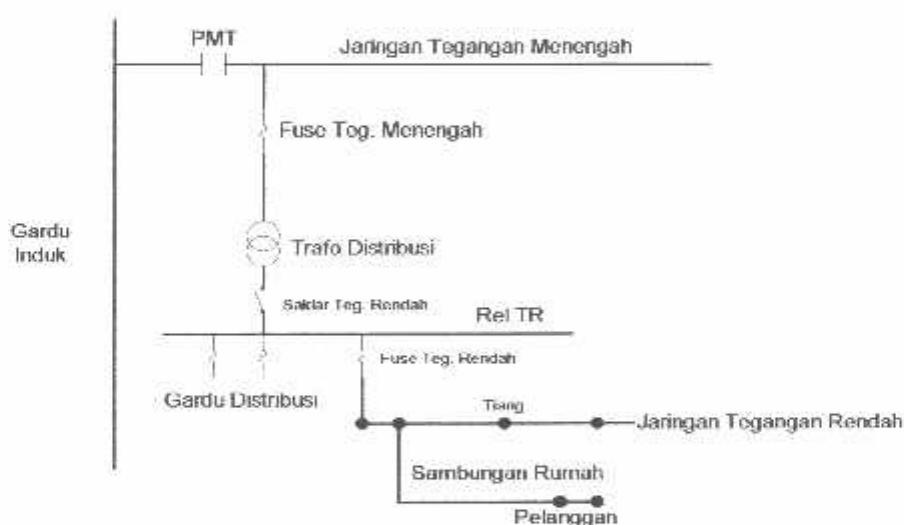 PMT
Jaringan Tegangan Menengah
Fuse Teg. Menengah
Gardu
Induk
Trafo Distribusi
Saklar Teg. Rendah
Rel TR
Fuse Teg. Rendah
Gardu Distribusi
Tiang
Jaringan Tegangan Rendah
Sambungan Rumah
Pelanggan